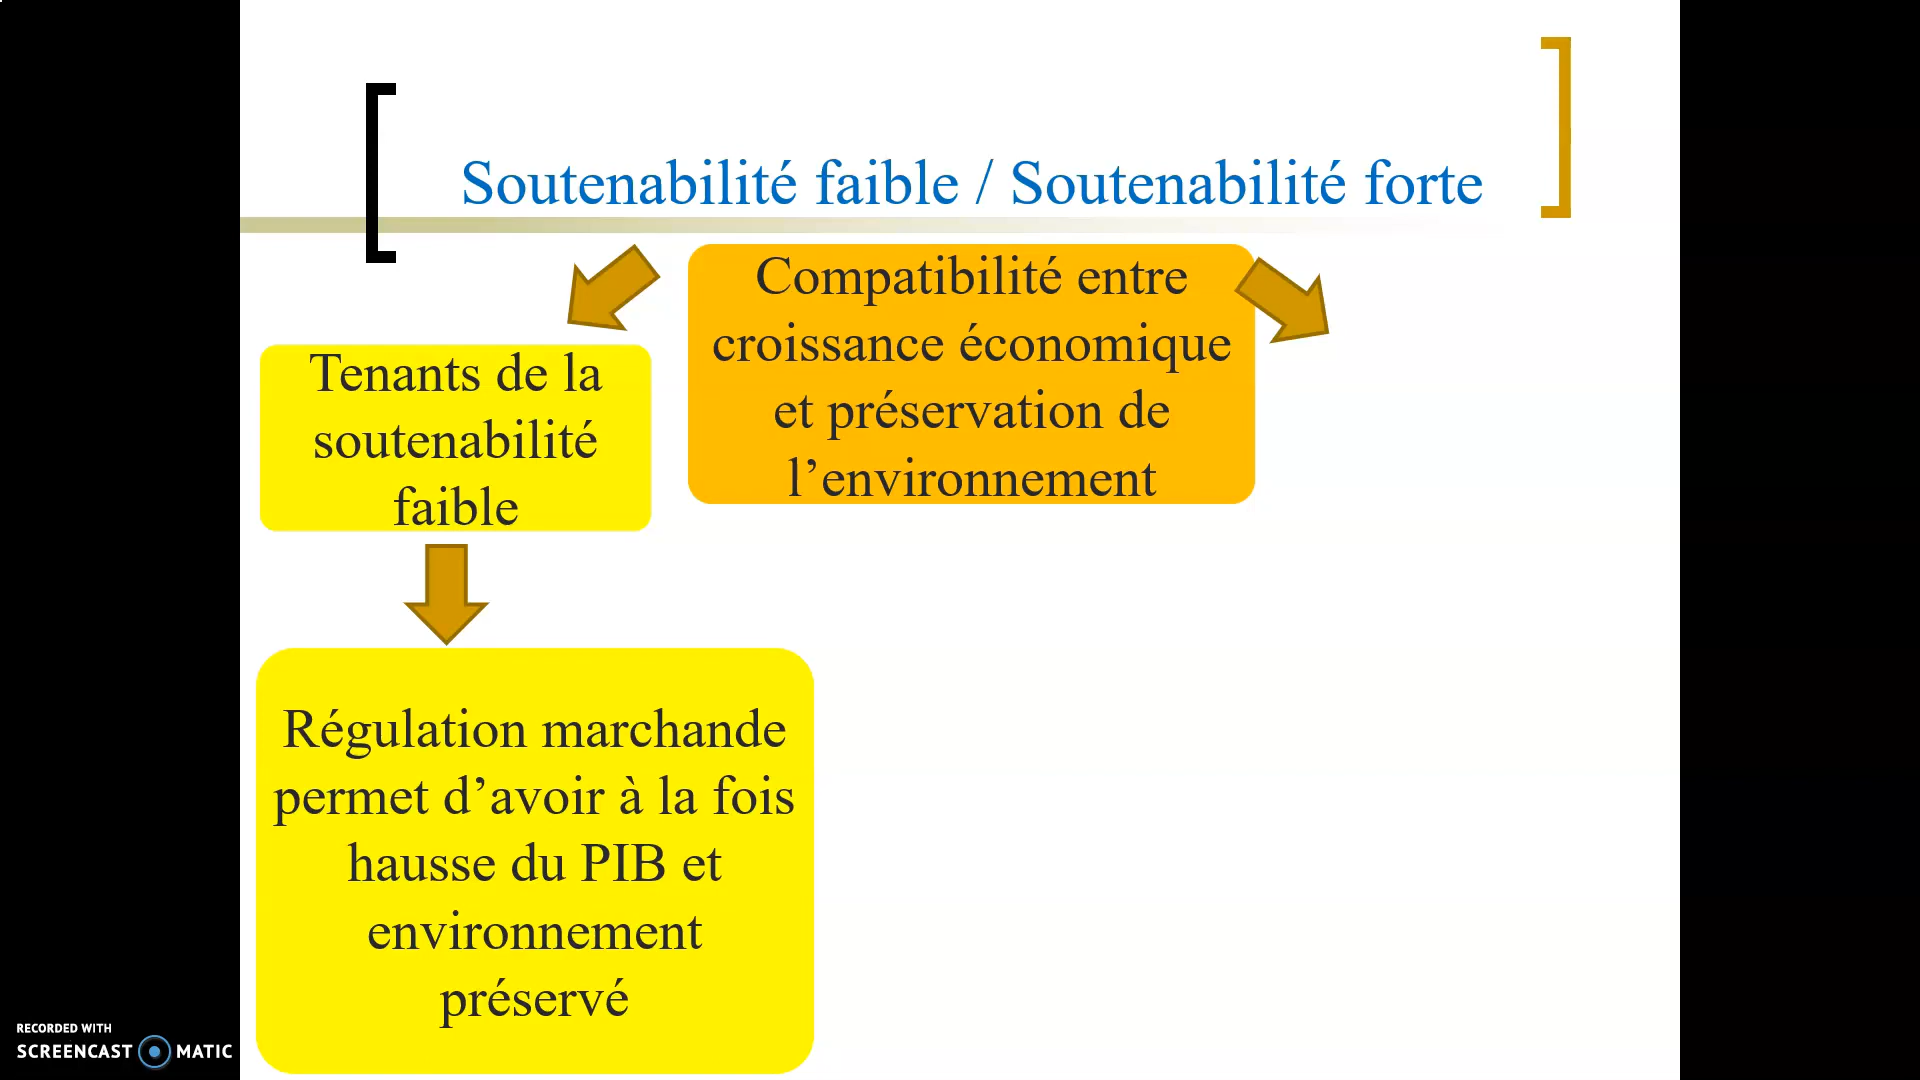 Soutenabilité faible / Soutenabilité forte
Compatibilité entre
croissance économique
et préservation de
l’environnement
Tenants de la
soutenabilité
faible
Régulation marchande
permet d’avoir à la fois
hausse du PIB et
environnement
préservé
RECORDED WITH
SCREENCAST MATIC